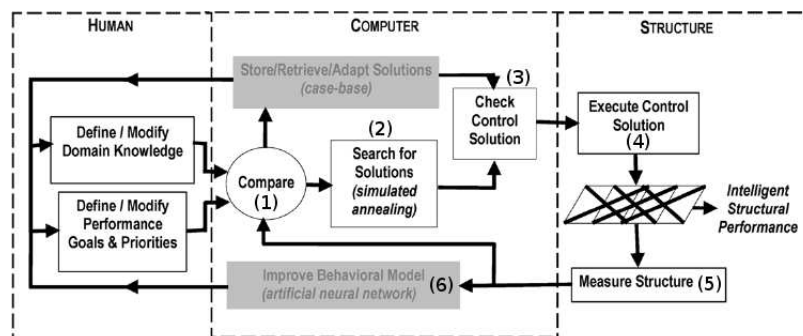 HUMAN
COMPUTER
STRUCTURE
Store/Retrieve/Adapt Solutions
(case-base)
(3)
Check
Control
Solution
Execute Control
Solution
(4)
Define / Modify
Domain Knowledge
(2)
Search for
Solutions
(simulated
annealing)
Compare
(1)
Define / Modify
Performance
Goals & Priorities
Intelligent
Structural
Performance
Improve Behavioral Model
(artificial neural network)
(6)
Measure Structure (5)